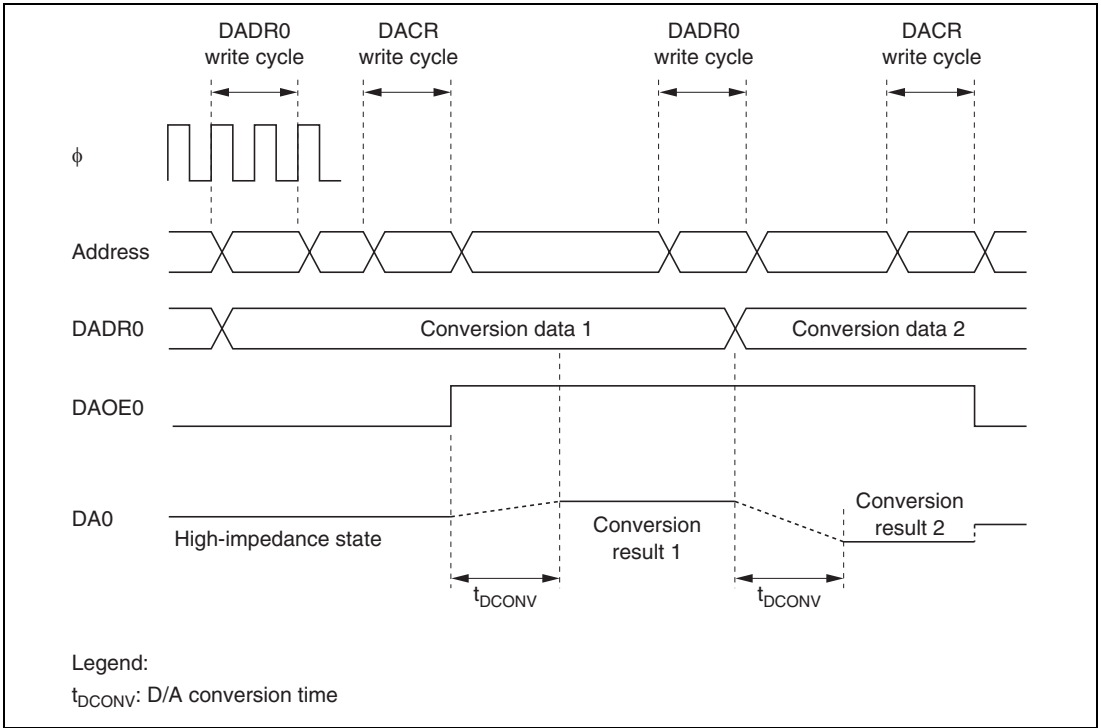 DADR0
write cycle
DACR
write cycle
DADR0
write cycle
DACR
write cycle
ϕ
Address
DADR0
Conversion data 1
Conversion data 2
DAOE0
DA0
High-impedance state
Conversion
result 1
Conversion
result 2
tDCONV
tDCONV
Legend:
tDCONV: D/A conversion time